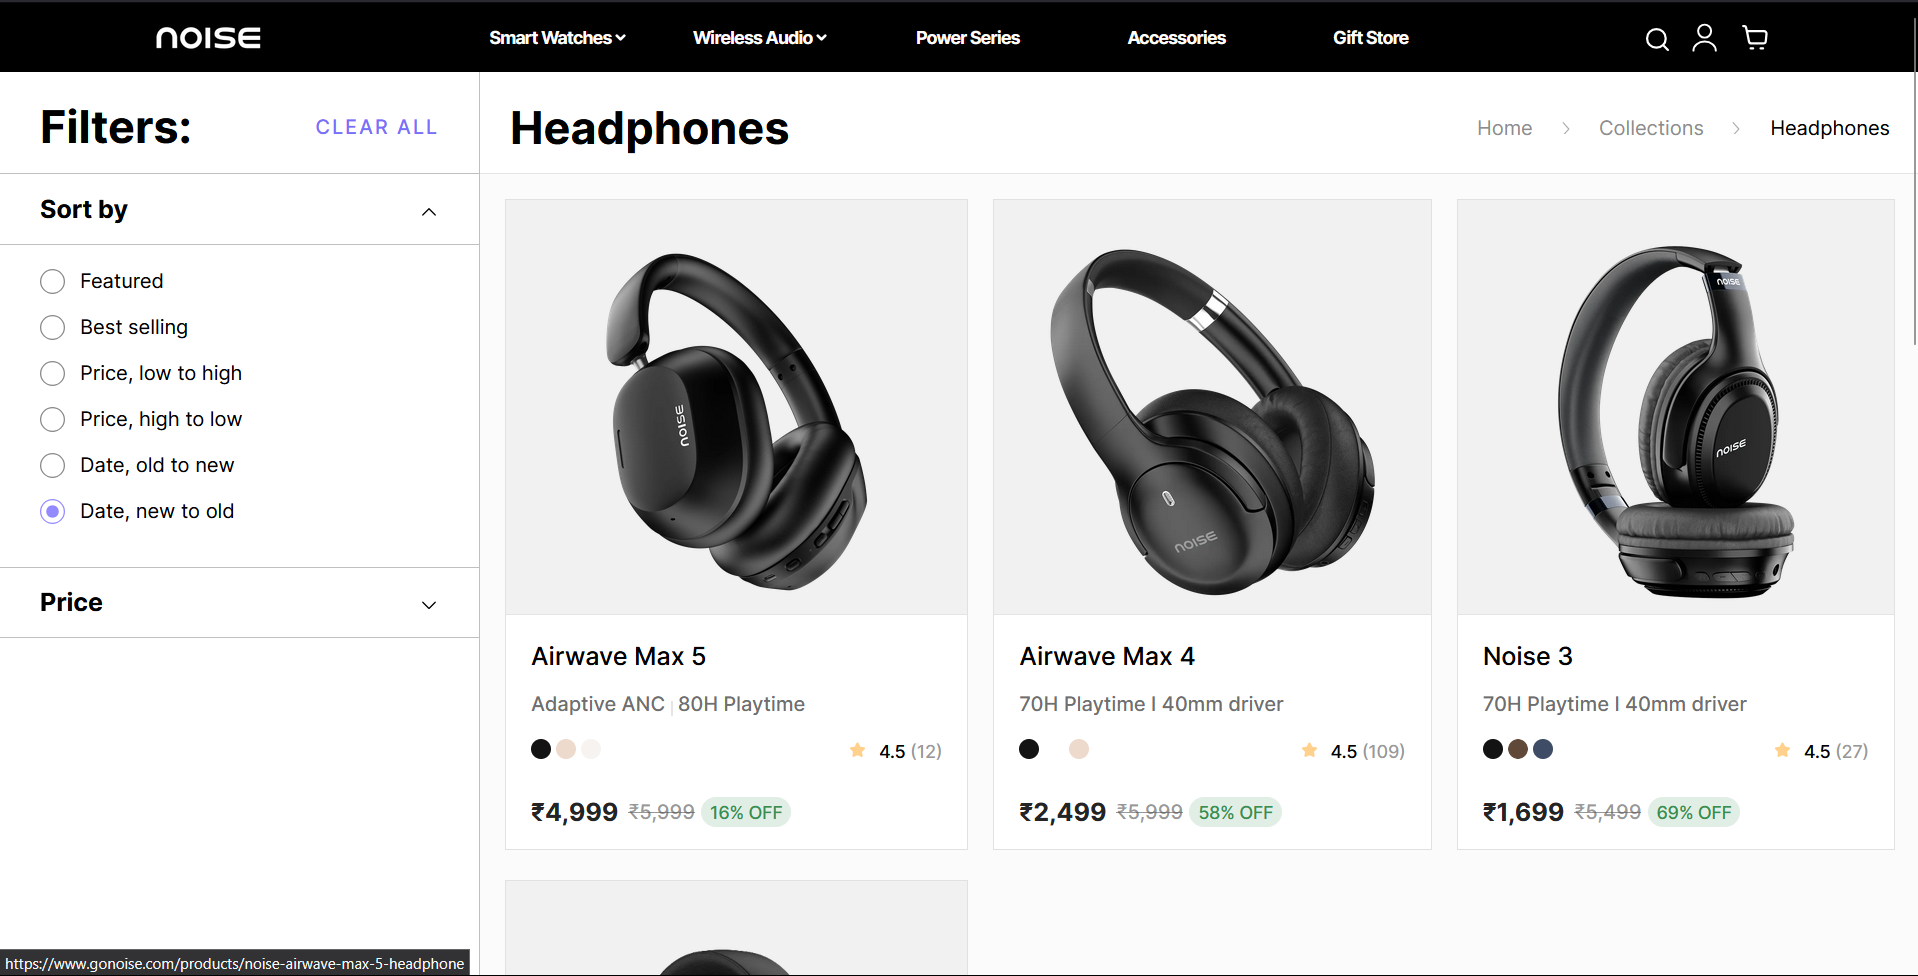 NOISE
Smart Watches
Wireless Audio
Power Series
Accessories
Gift Store
Filters:
CLEAR ALL
Sort by
Featured
Best selling
Price, low to high
Price, high to low
Date, old to new
Date, new to old
Price
Headphones
Home > Collections > Headphones
NOISE
Airwave Max 5
Adaptive ANC | 80H Playtime
4.5 (12)
₹4,999 ₹5,999 16% OFF
NOISE
Airwave Max 4
70H Playtime l 40mm driver
4.5 (109)
₹2,499 ₹5,999 58% OFF
NOISE
NOISE
Noise 3
70H Playtime l 40mm driver
4.5 (27)
₹1,699 ₹5,499 69% OFF
https://www.gonoise.com/products/noise-airwave-max-5-headphone